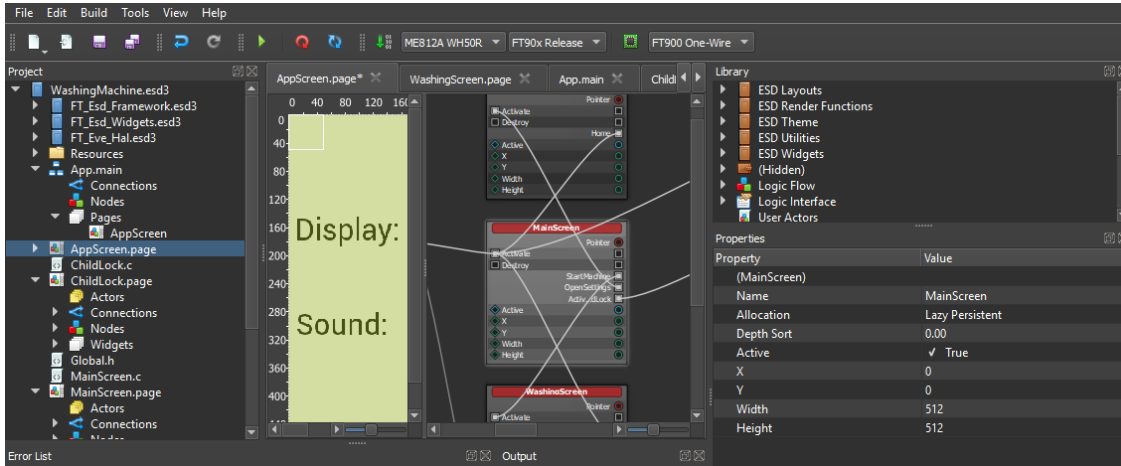 File Edit Build Tools View Help
ME812A WH50R FT90x Release FT900 One-Wire
Project
WashingMachine.esd3
FT_Esd_Framework.esd3
FT_Esd_Widgets.esd3
FT_Eve_Hal.esd3
Resources
App.main
Connections
Nodes
Pages
AppScreen
AppScreen.page
ChildLock.c
ChildLock.page
Actors
Connections
Nodes
Widgets
Global.h
MainScreen.c
MainScreen.page
Actors
Connections
AppScreen.page* WashingScreen.page App.main Child
0 40 80 120 160
0
40
80
120
160
200
240
280
320
360
400
Display:
Sound:
Pointer
Activate
Destroy
Home
Active
X
Y
Width
Height
MainScreen
Pointer
Activate
Destroy
StartMachine
OpenSettings
Activ..dLock
Active
X
Y
Width
Height
WashingScreen
Pointer
Activate
Library
ESD Layouts
ESD Render Functions
ESD Theme
ESD Utilities
ESD Widgets
(Hidden)
Logic Flow
Logic Interface
User Actors
Properties
Property Value
(MainScreen)
Name MainScreen
Allocation Lazy Persistent
Depth Sort 0.00
Active True
X 0
Y 0
Width 512
Height 512
Error List
Output